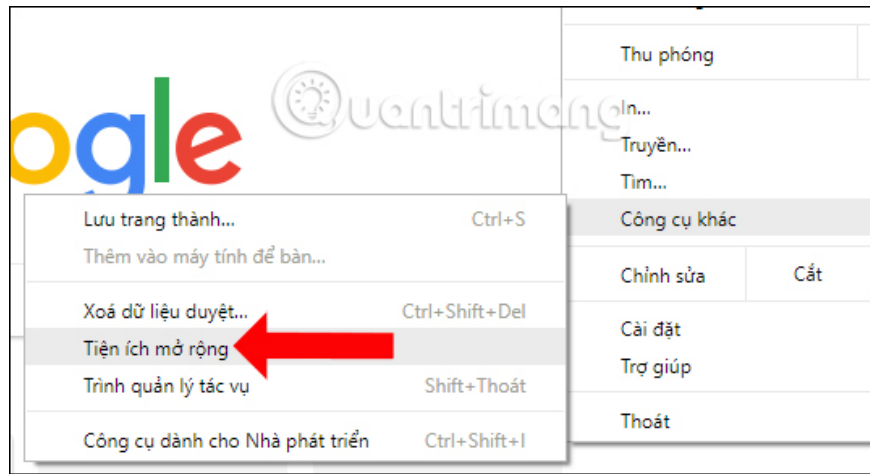 Thu phóng
ogle
Quantrimang
In...
Truyền...
Tìm...
Công cụ khác
Chỉnh sửa Cắt
Cài đặt
Trợ giúp
Thoát
Lưu trang thành... Ctrl+S
Thêm vào máy tính để bàn...
Xoá dữ liệu duyệt... Ctrl+Shift+Del
Tiện ích mở rộng
Trình quản lý tác vụ Shift+Thoát
Công cụ dành cho Nhà phát triển Ctrl+Shift+I